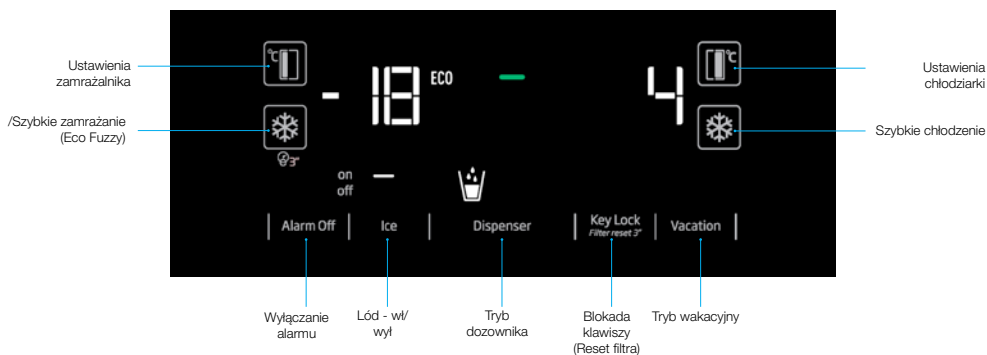 Ustawienia
zamrażalnika
/Szybkie zamrażanie
(Eco Fuzzy)
°C
- 18 ECO
4
°C
Ustawienia
chłodziarki
Szybkie chłodzenie
3"
on
off
Alarm Off
Ice
Dispenser
Key Lock
Filter reset 3"
Vacation
Wyłączanie
alarmu
Lód - wł/
wył
Tryb
dozownika
Blokada
klawiszy
(Reset filtra)
Tryb wakacyjny